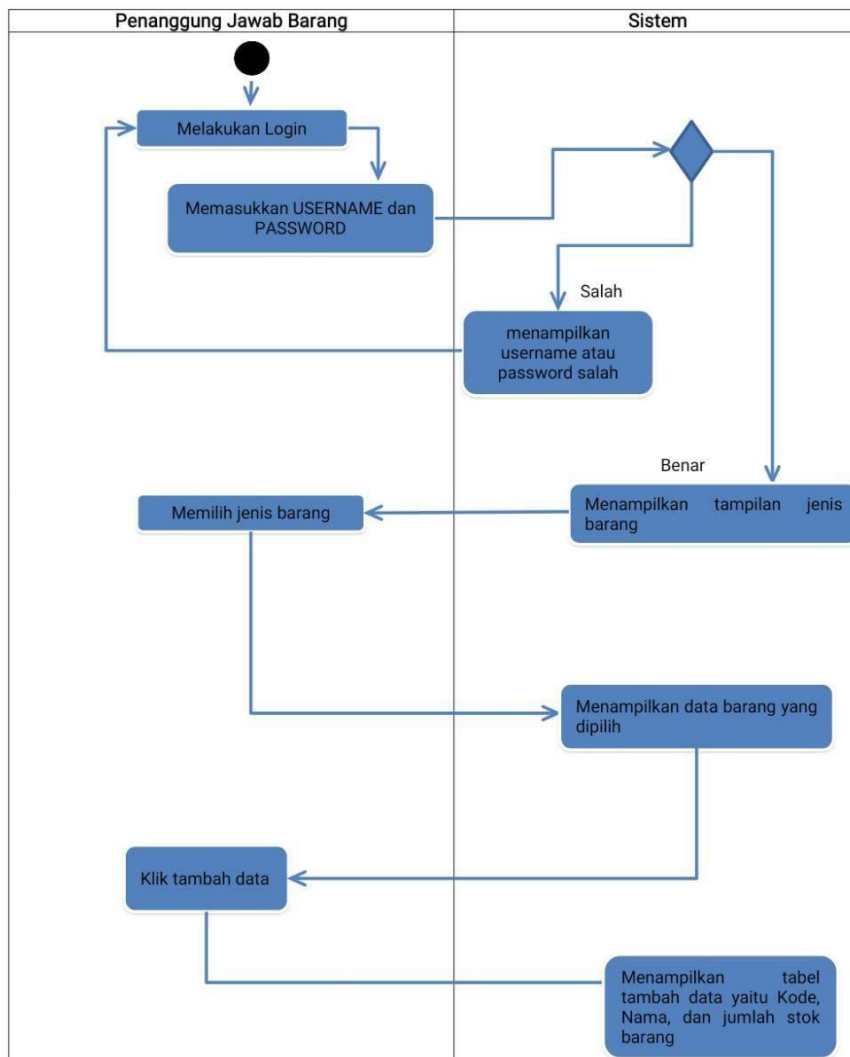 Penanggung Jawab Barang
Sistem
Melakukan Login
Memasukkan USERNAME dan
PASSWORD
Salah
menampilkan
username atau
password salah
Benar
Menampilkan tampilan jenis
barang
Memilih jenis barang
Menampilkan data barang yang
dipilih
Klik tambah data
Menampilkan tabel
tambah data yaitu Kode,
Nama, dan jumlah stok
barang